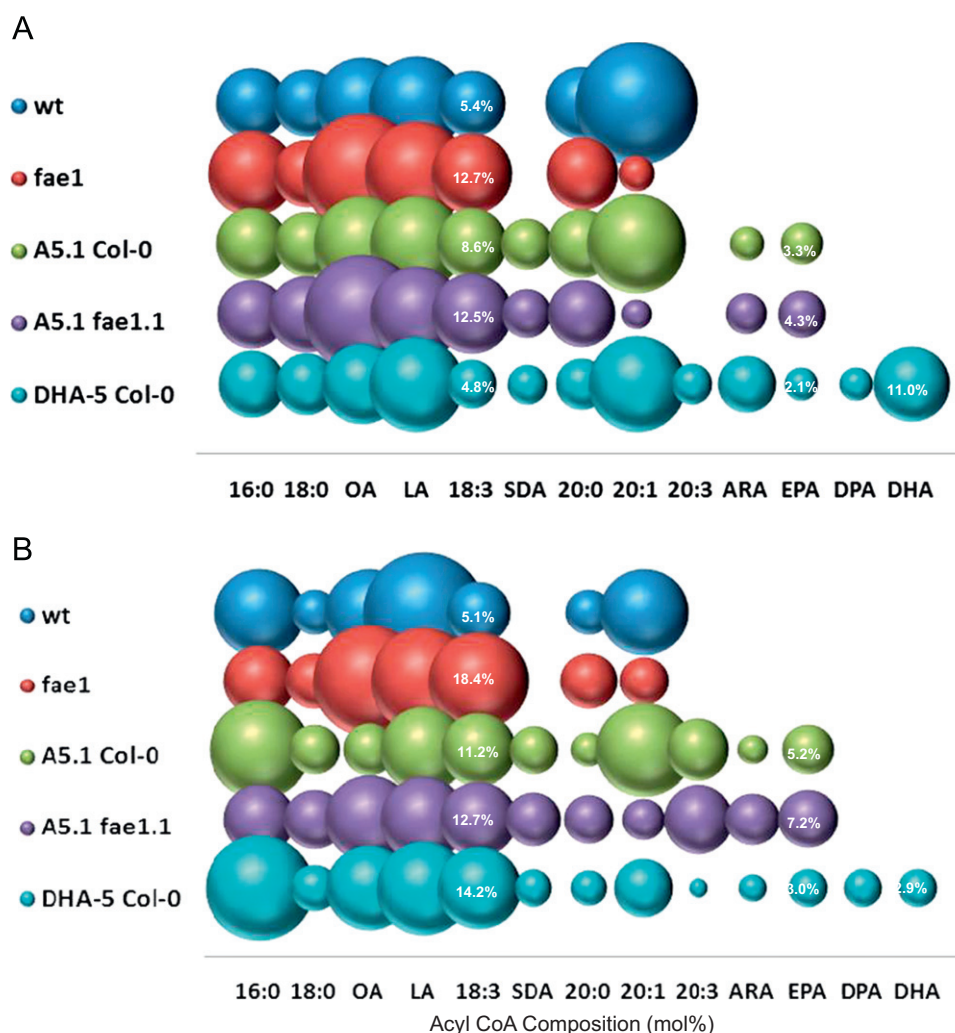 A
wt 5.4%
fae1 12.7%
A5.1 Col-0 8.6% 3.3%
A5.1 fae1.1 12.5% 4.3%
DHA-5 Col-0 4.8% 2.1% 11.0%
16:0 18:0 OA LA 18:3 SDA 20:0 20:1 20:3 ARA EPA DPA DHA
B
wt 5.1%
fae1 18.4%
A5.1 Col-0 11.2% 5.2%
A5.1 fae1.1 12.7% 7.2%
DHA-5 Col-0 14.2% 3.0% 2.9%
16:0 18:0 OA LA 18:3 SDA 20:0 20:1 20:3 ARA EPA DPA DHA
Acyl CoA Composition (mol%)